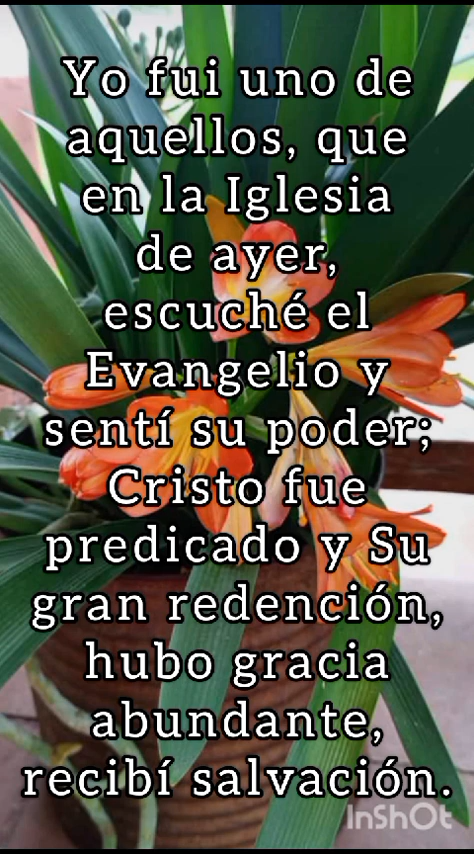 Yo fui uno de
aquellos, que
en la Iglesia
de ayer,
escuché el
Evangelio y
sentí su poder;
Cristo fue
predicado y Su
gran redención,
hubo gracia
abundante,
recibí salvación.
InShOt